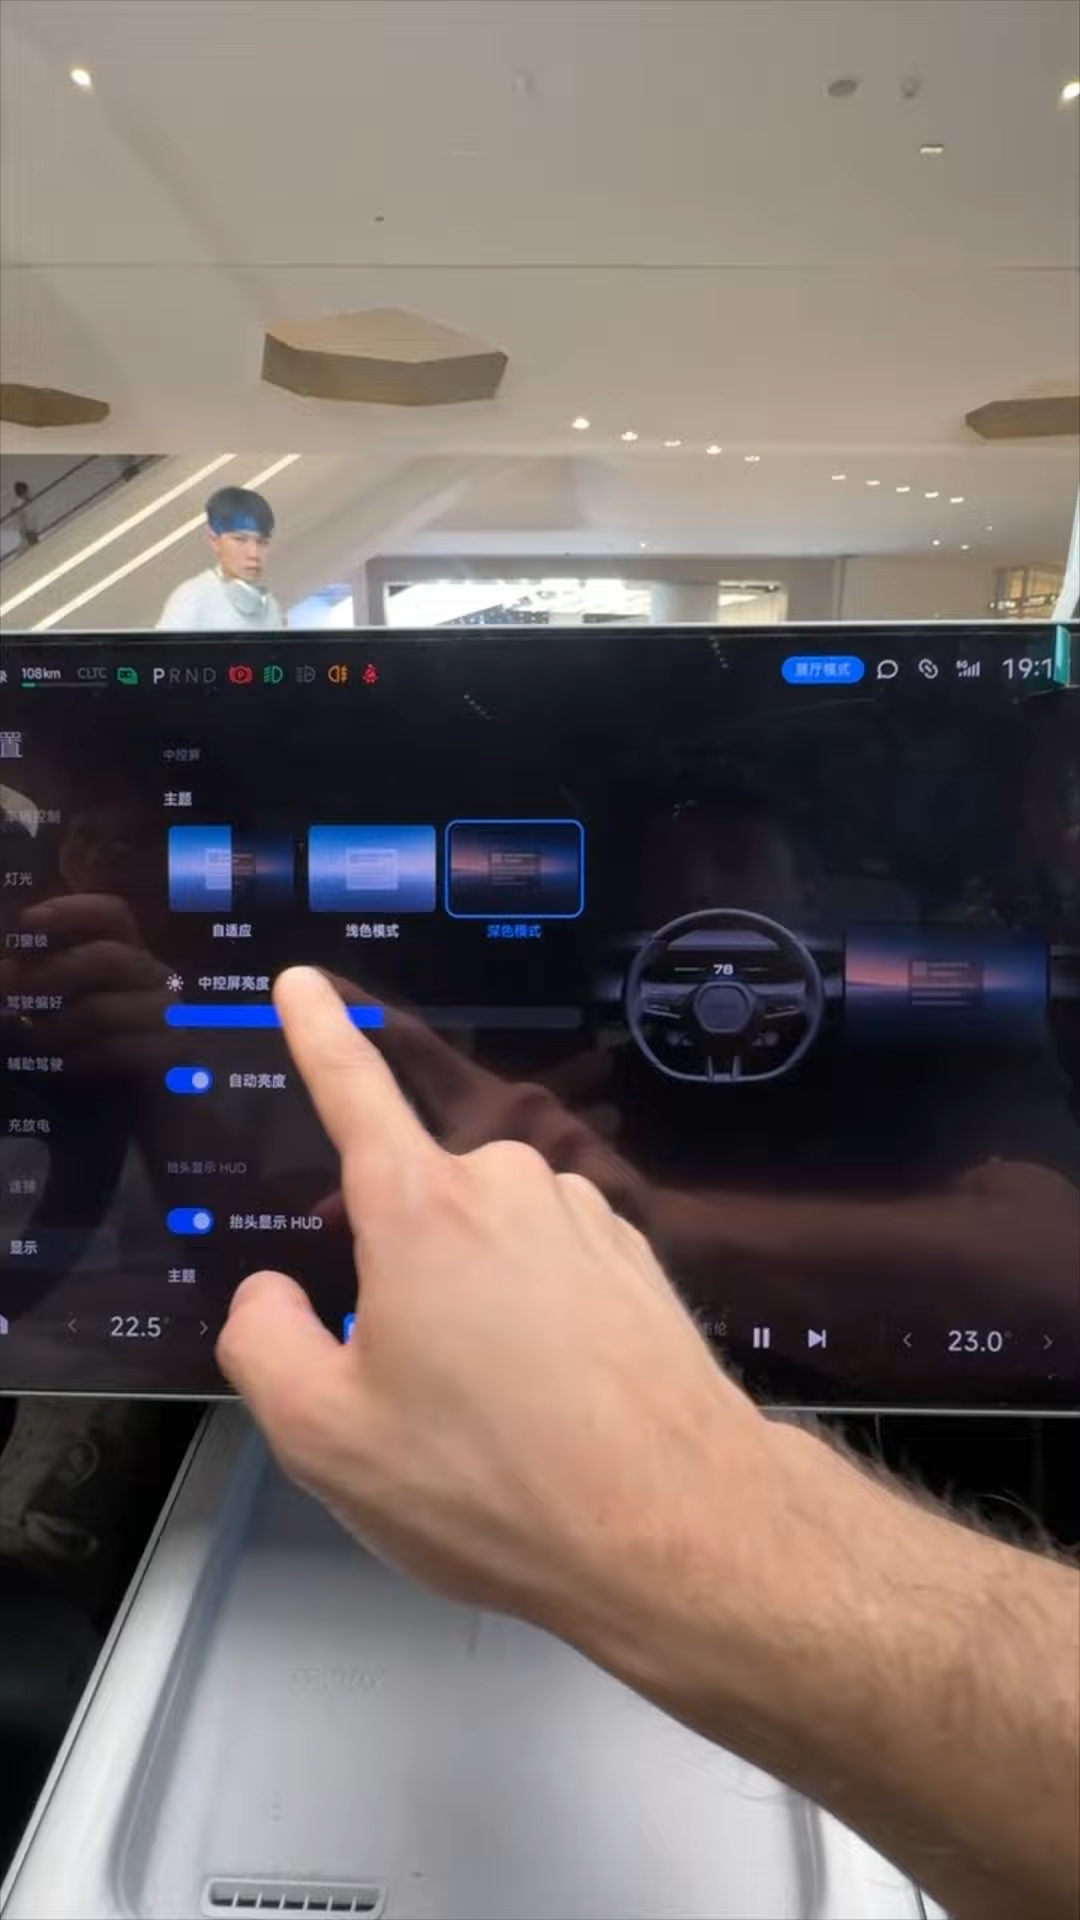 108km CLTC PRND
展厅模式 5G 19:1
置
中控屏
主题
车辆控制
灯光
自适应 浅色模式 深色模式
门窗锁
78
中控屏亮度
驾驶偏好
辅助驾驶
自动亮度
充放电
抬头显示 HUD
连接
抬头显示 HUD
显示
主题
22.5°
伦
23.0°